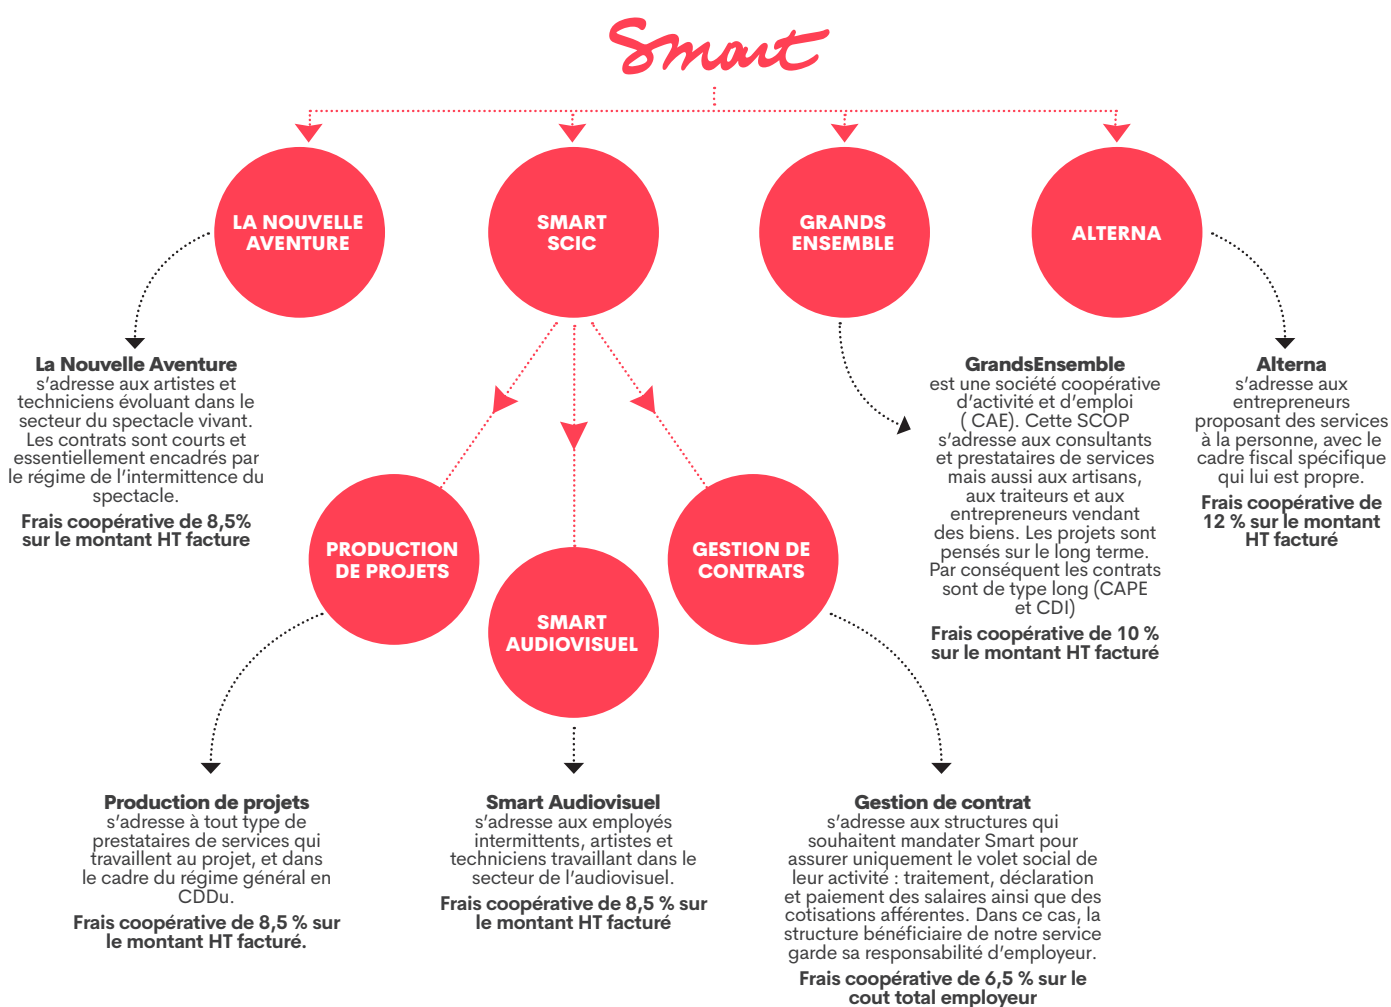 Smart
LA NOUVELLE
AVENTURE
SMART
SCIC
GRANDS
ENSEMBLE
ALTERNA
La Nouvelle Aventure
s’adresse aux artistes et
techniciens évoluant dans le
secteur du spectacle vivant.
Les contrats sont courts et
essentiellement encadrés par
le régime de l’intermittence du
spectacle.
Frais coopérative de 8,5%
sur le montant HT facture
GrandsEnsemble
est une société coopérative
d’activité et d’emploi
( CAE). Cette SCOP
s’adresse aux consultants
et prestataires de services
mais aussi aux artisans,
aux traiteurs et aux
entrepreneurs vendant
des biens. Les projets sont
pensés sur le long terme.
Par conséquent les contrats
sont de type long (CAPE
et CDI)
Frais coopérative de 10 %
sur le montant HT facturé
Alterna
s’adresse aux
entrepreneurs
proposant des services
à la personne, avec le
cadre fiscal spécifique
qui lui est propre.
Frais coopérative de
12 % sur le montant
HT facturé
PRODUCTION
DE PROJETS
SMART
AUDIOVISUEL
GESTION DE
CONTRATS
Production de projets
s’adresse à tout type de
prestataires de services qui
travaillent au projet, et dans
le cadre du régime général en
CDDu.
Frais coopérative de 8,5 % sur
le montant HT facturé.
Smart Audiovisuel
s’adresse aux employés
intermittents, artistes et
techniciens travaillant dans le
secteur de l’audiovisuel.
Frais coopérative de 8,5 % sur
le montant HT facturé
Gestion de contrat
s’adresse aux structures qui
souhaitent mandater Smart pour
assurer uniquement le volet social de
leur activité : traitement, déclaration
et paiement des salaires ainsi que des
cotisations afférentes. Dans ce cas, la
structure bénéficiaire de notre service
garde sa responsabilité d’employeur.
Frais coopérative de 6,5 % sur le
cout total employeur